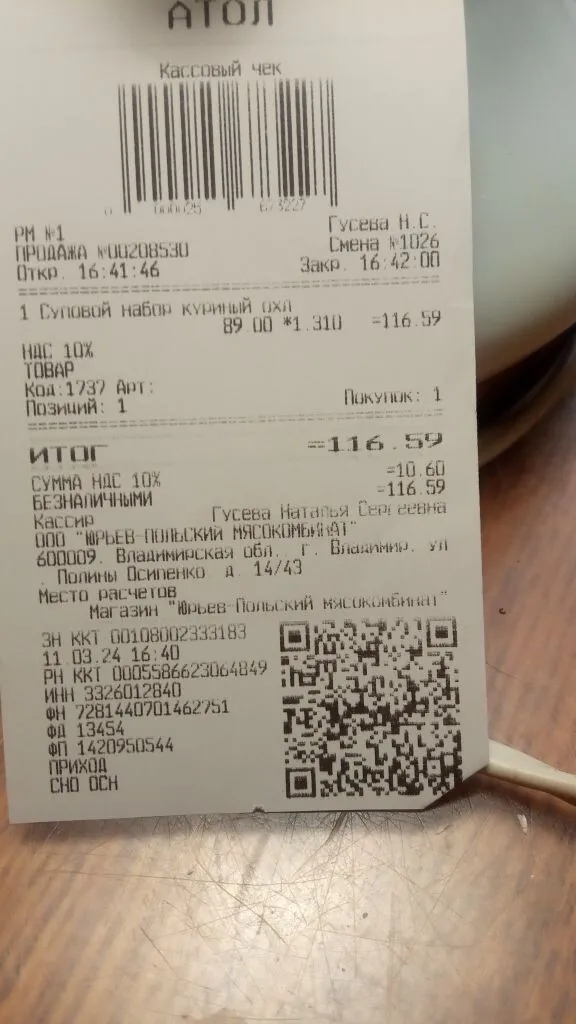 АТОЛ
Кассовый чек
0 000025 623227
РМ №1 Гусева Н.С.
ПРОДАЖА №00208530 Смена №1026
Откр. 16:41:46 Закр. 16:42:00
1 Суповой набор куриный охл
89.00 *1.310 =116.59
НДС 10%
ТОВАР
Код:1737 Арт:
Позиций: 1 Покупок: 1
ИТОГ =116.59
СУММА НДС 10% =10.60
БЕЗНАЛИЧНЫМИ =116.59
Кассир Гусева Наталья Сергеевна
ООО "ЮРЬЕВ-ПОЛЬСКИЙ МЯСОКОМБИНАТ"
600009, Владимирская обл., г. Владимир, ул
. Полины Осипенко д. 14/43
Место расчетов
Магазин "Юрьев-Польский мясокомбинат"
ЗН ККТ 00108002333183
11.03.24 16:40
РН ККТ 0005586623064849
ИНН 3326012840
ФН 7281440701462751
ФД 13454
ФП 1420950544
ПРИХОД
СНО ОСН